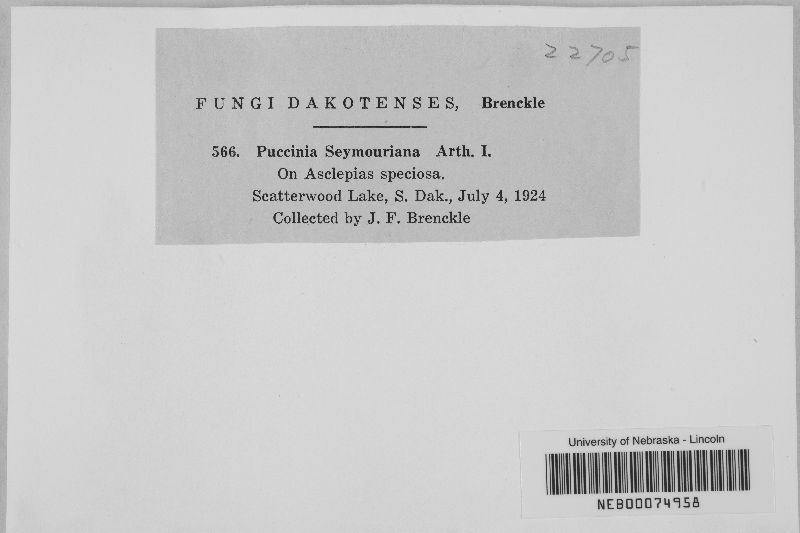 22705
FUNGI DAKOTENSES, Brenckle
566. Puccinia Seymouriana Arth. I.
On Asclepias speciosa.
Scatterwood Lake, S. Dak., July 4, 1924
Collected by J. F. Brenckle
University of Nebraska - Lincoln
NEB00074958